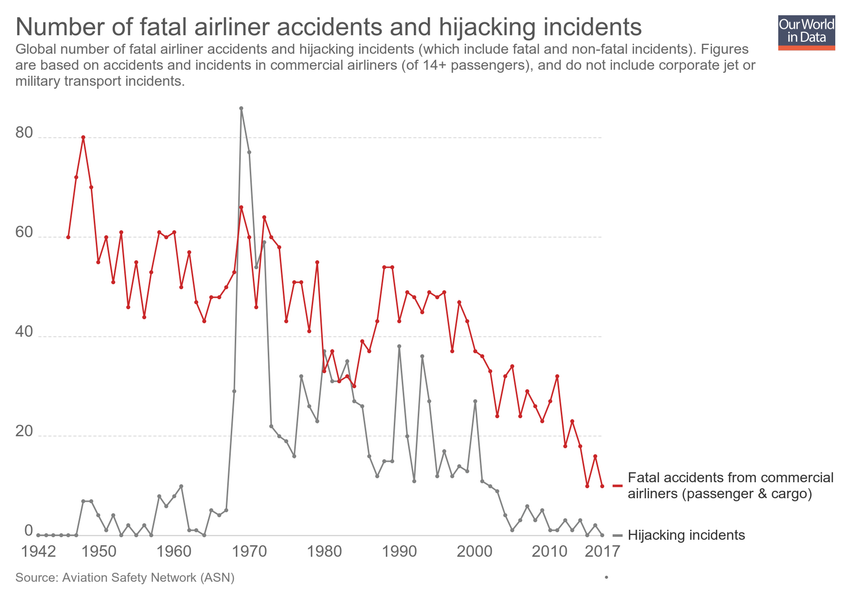 Number of fatal airliner accidents and hijacking incidents
Our World
in Data
Global number of fatal airliner accidents and hijacking incidents (which include fatal and non-fatal incidents). Figures
are based on accidents and incidents in commercial airliners (of 14+ passengers), and do not include corporate jet or
military transport incidents.
80
60
40
20
0
Fatal accidents from commercial
airliners (passenger & cargo)
Hijacking incidents
1942 1950 1960 1970 1980 1990 2000 2010 2017
Source: Aviation Safety Network (ASN)